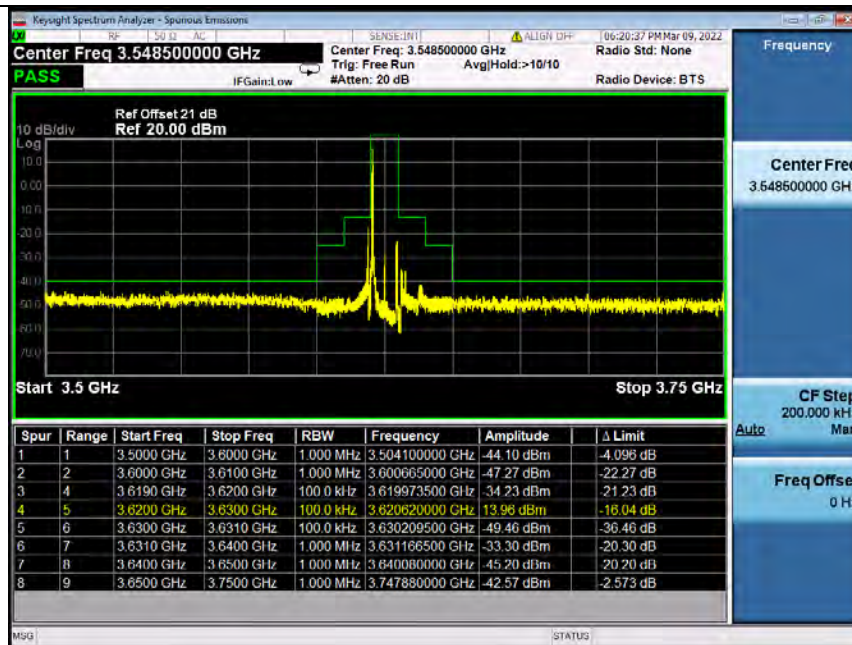 Keysight Spectrum Analyzer - Spurious Emissions
RF 50 Ω AC SENSE:INT ALIGN OFF 06:20:37 PM Mar 09, 2022
Center Freq 3.548500000 GHz Center Freq: 3.548500000 GHz Radio Std: None
Trig: Free Run Avg|Hold:>10/10
PASS IFGain:Low #Atten: 20 dB Radio Device: BTS
Frequency
Ref Offset 21 dB
10 dB/div Ref 20.00 dBm
Log
10.0
0.00
-10.0
-20.0
-30.0
-40.0
-50.0
-60.0
-70.0
Start 3.5 GHz Stop 3.75 GHz
Center Freq
3.548500000 GH
CF Step
200.000 kH
Auto Ma
Freq Offse
0 H
Spur Range Start Freq Stop Freq RBW Frequency Amplitude Δ Limit
1 1 3.5000 GHz 3.6000 GHz 1.000 MHz 3.504100000 GHz -44.10 dBm -4.096 dB
2 2 3.6000 GHz 3.6100 GHz 1.000 MHz 3.600665000 GHz -47.27 dBm -22.27 dB
3 4 3.6190 GHz 3.6200 GHz 100.0 kHz 3.619973500 GHz -34.23 dBm -21.23 dB
4 5 3.6200 GHz 3.6300 GHz 100.0 kHz 3.620620000 GHz 13.96 dBm -16.04 dB
5 6 3.6300 GHz 3.6310 GHz 100.0 kHz 3.630209500 GHz -49.46 dBm -36.46 dB
6 7 3.6310 GHz 3.6400 GHz 1.000 MHz 3.631166500 GHz -33.30 dBm -20.30 dB
7 8 3.6400 GHz 3.6500 GHz 1.000 MHz 3.640080000 GHz -45.20 dBm -20.20 dB
8 9 3.6500 GHz 3.7500 GHz 1.000 MHz 3.747880000 GHz -42.57 dBm -2.573 dB
MSG STATUS